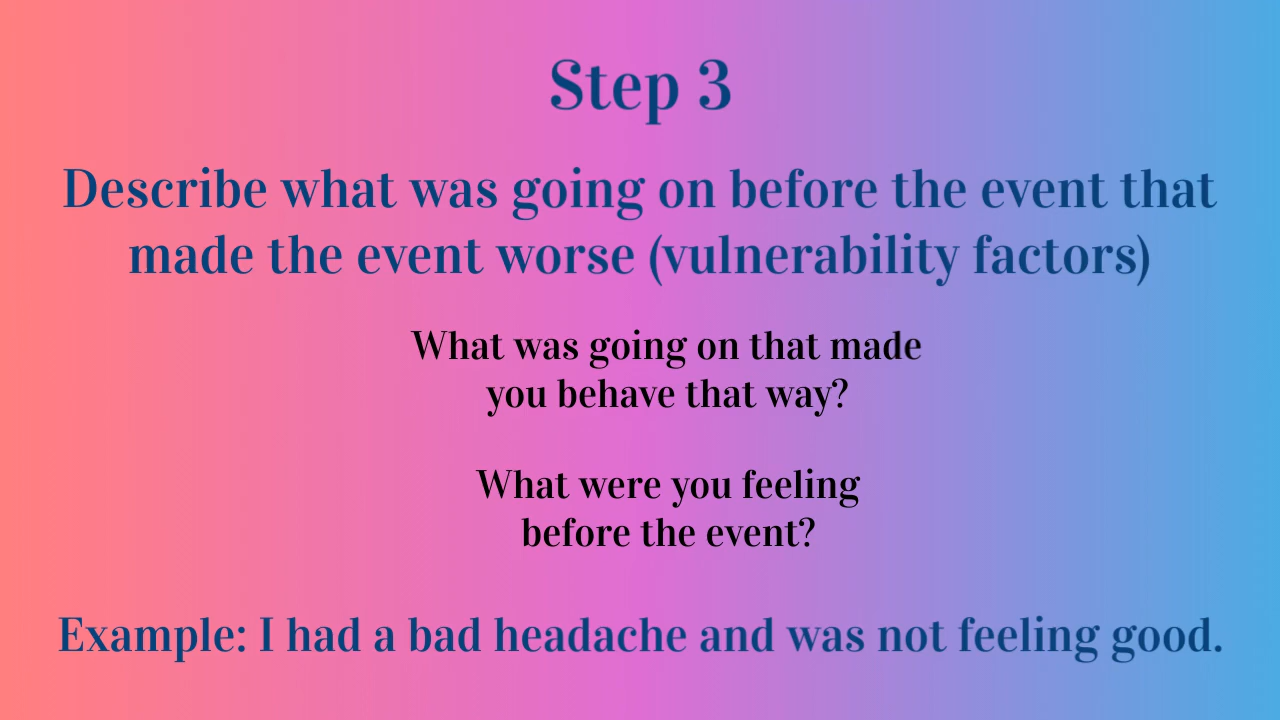 Step 3
Describe what was going on before the event that
made the event worse (vulnerability factors)
What was going on that made
you behave that way?
What were you feeling
before the event?
Example: I had a bad headache and was not feeling good.